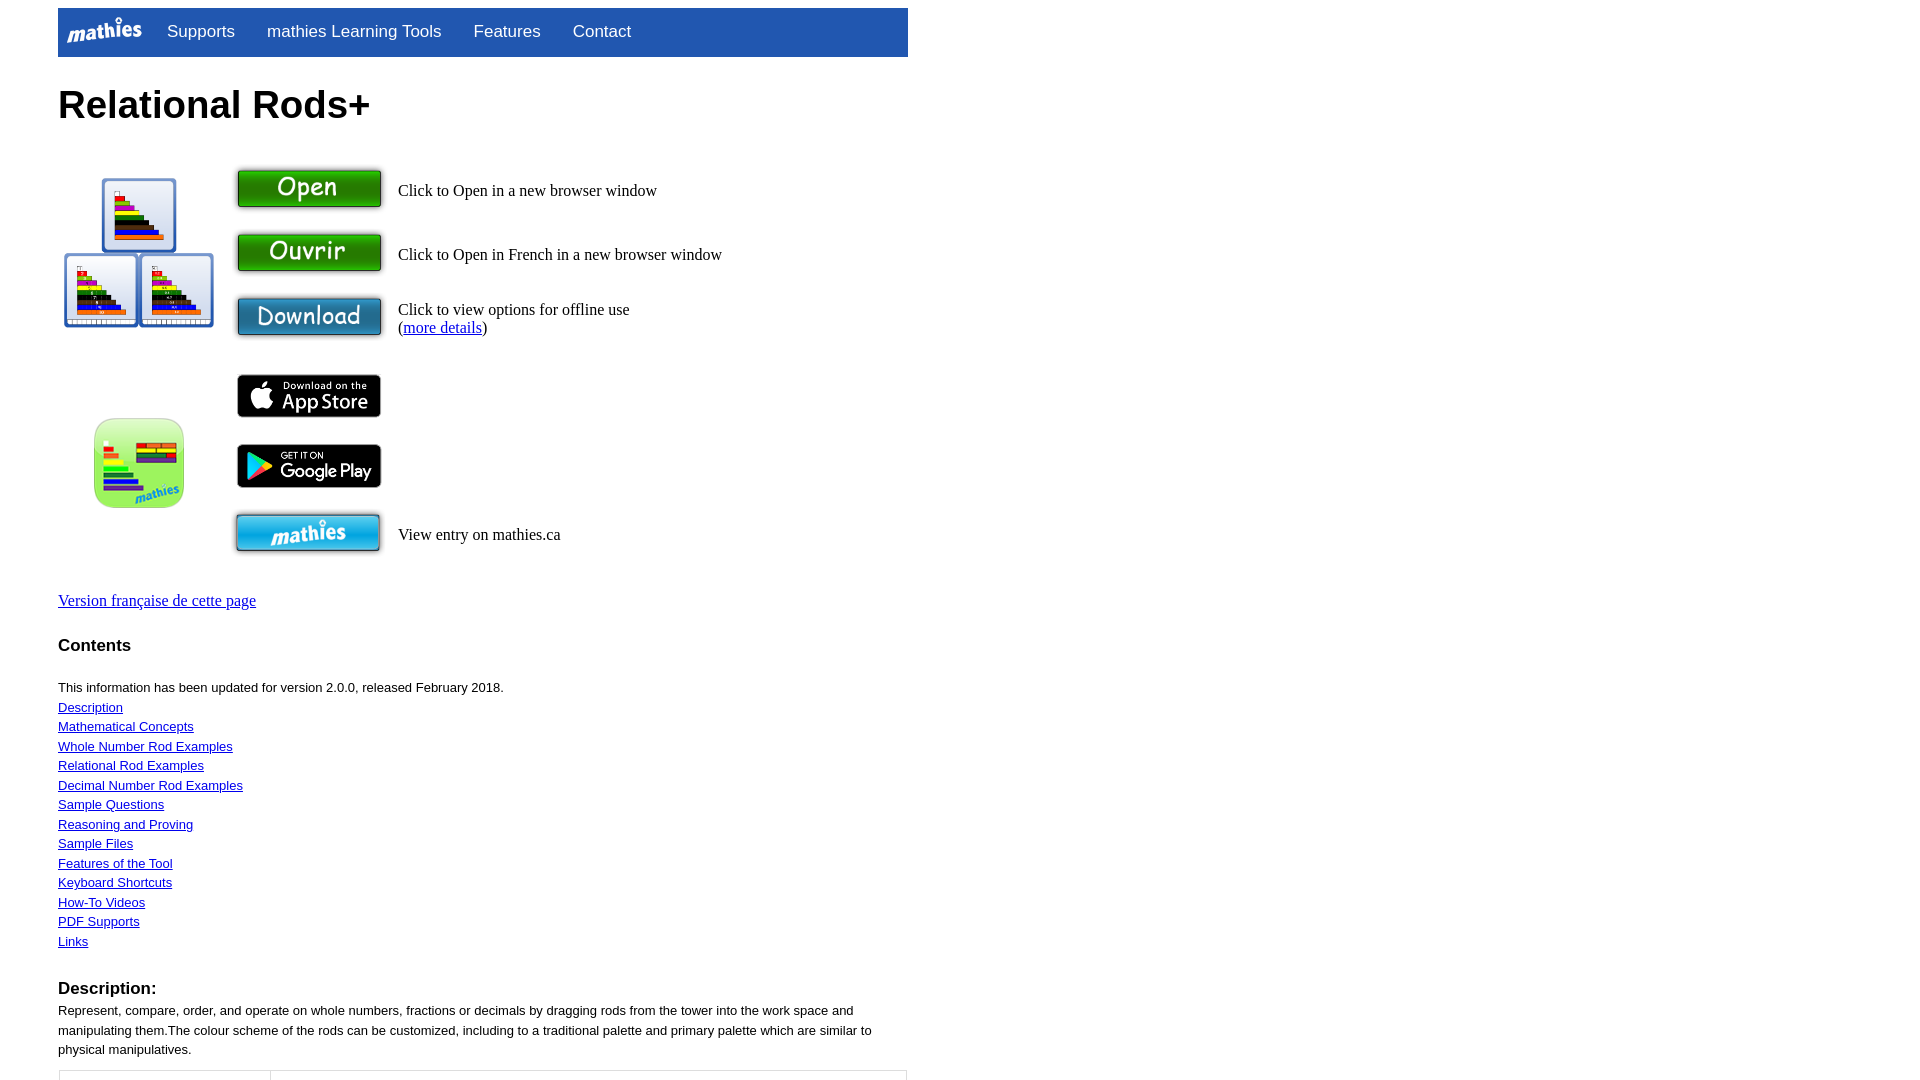 mathies Supports mathies Learning Tools Features Contact
Relational Rods+
Open Click to Open in a new browser window
Ouvrir Click to Open in French in a new browser window
Download Click to view options for offline use
(more details)
Download on the
App Store
GET IT ON
Google Play
mathies
mathies View entry on mathies.ca
Version française de cette page
Contents
This information has been updated for version 2.0.0, released February 2018.
Description
Mathematical Concepts
Whole Number Rod Examples
Relational Rod Examples
Decimal Number Rod Examples
Sample Questions
Reasoning and Proving
Sample Files
Features of the Tool
Keyboard Shortcuts
How-To Videos
PDF Supports
Links
Description:
Represent, compare, order, and operate on whole numbers, fractions or decimals by dragging rods from the tower into the work space and
manipulating them.The colour scheme of the rods can be customized, including to a traditional palette and primary palette which are similar to
physical manipulatives.